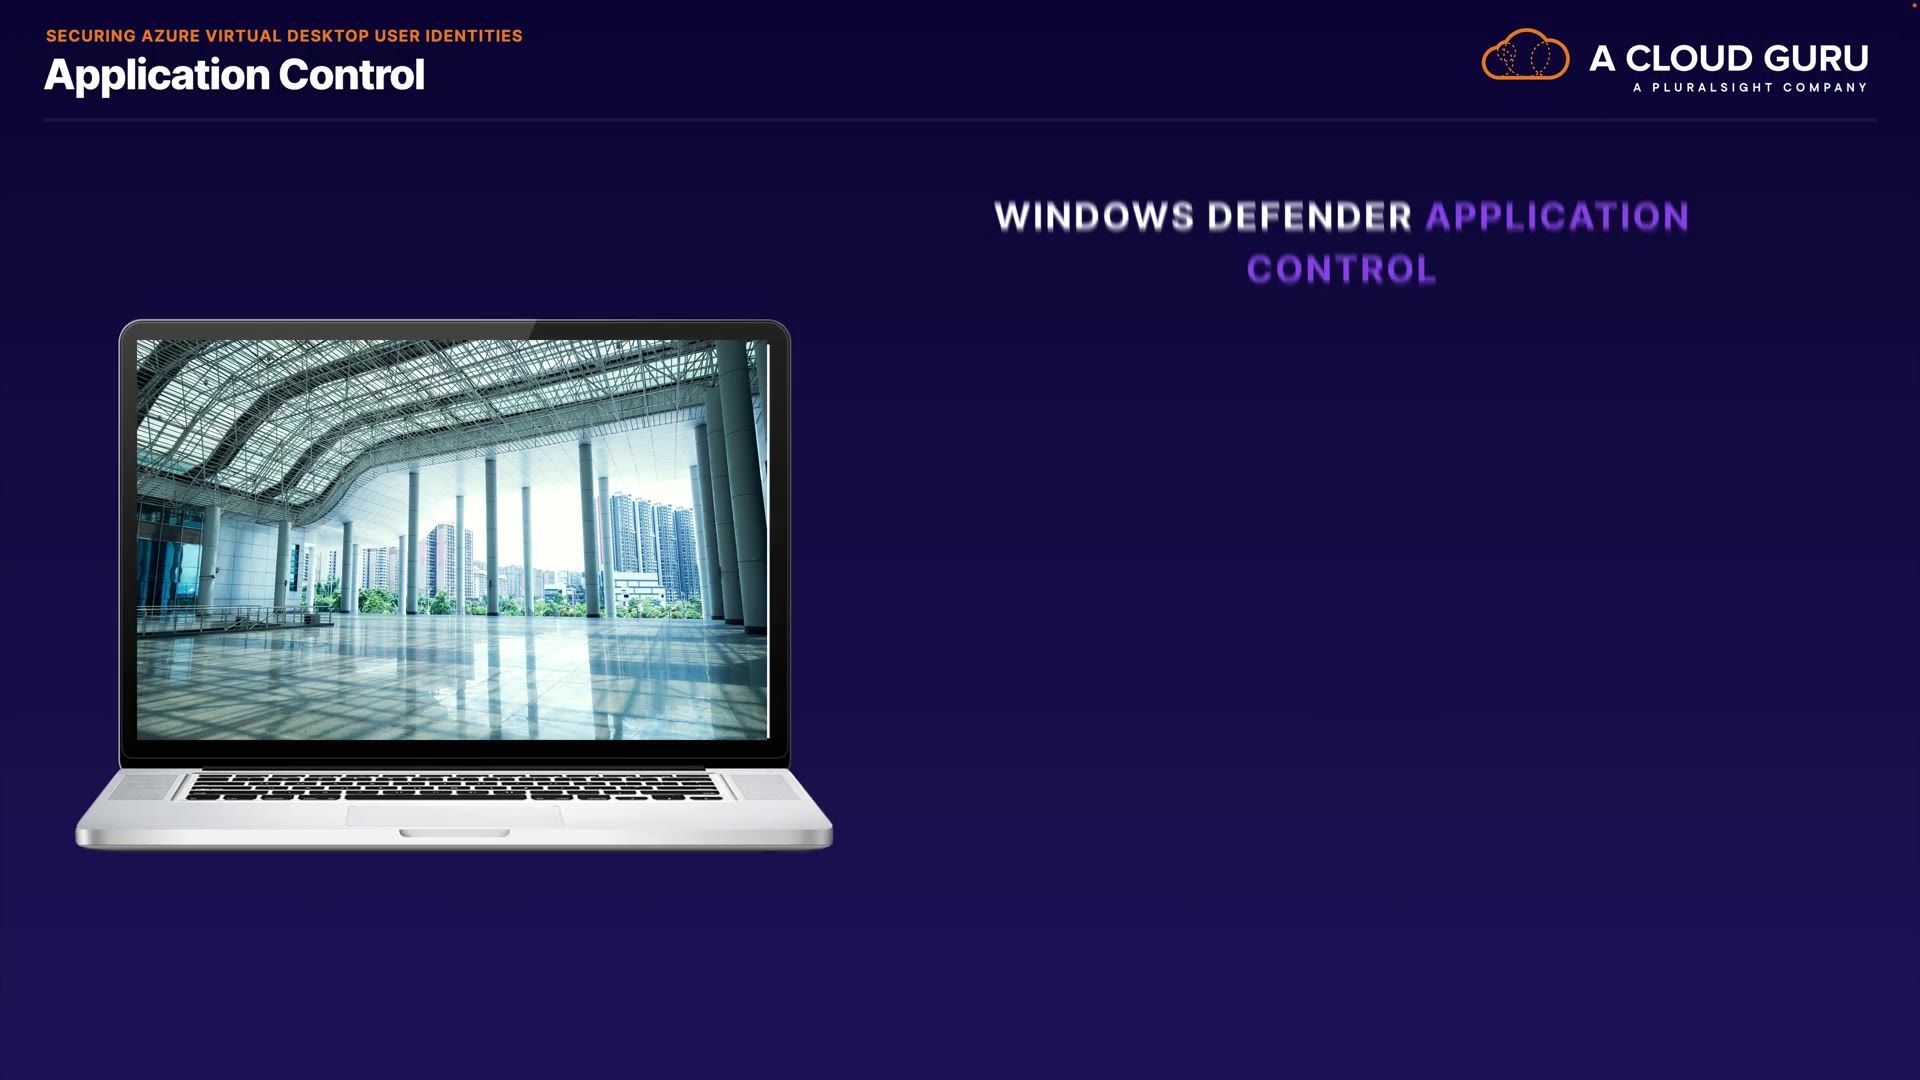 SECURING AZURE VIRTUAL DESKTOP USER IDENTITIES
Application Control
A CLOUD GURU
A PLURALSIGHT COMPANY
WINDOWS DEFENDER APPLICATION
CONTROL